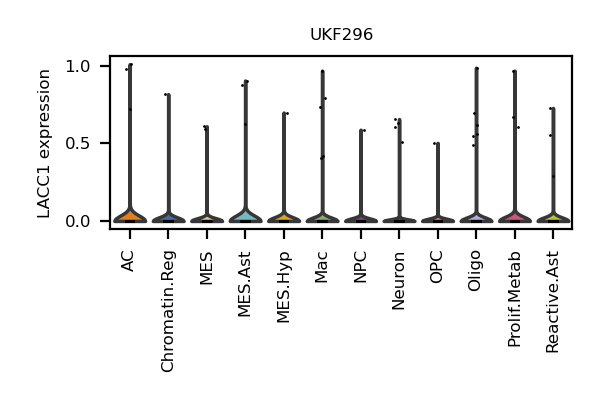 UKF296
LACC1 expression
1.0
0.5
0.0
AC
Chromatin.Reg
MES
MES.Ast
MES.Hyp
Mac
NPC
Neuron
OPC
Oligo
Prolif.Metab
Reactive.Ast